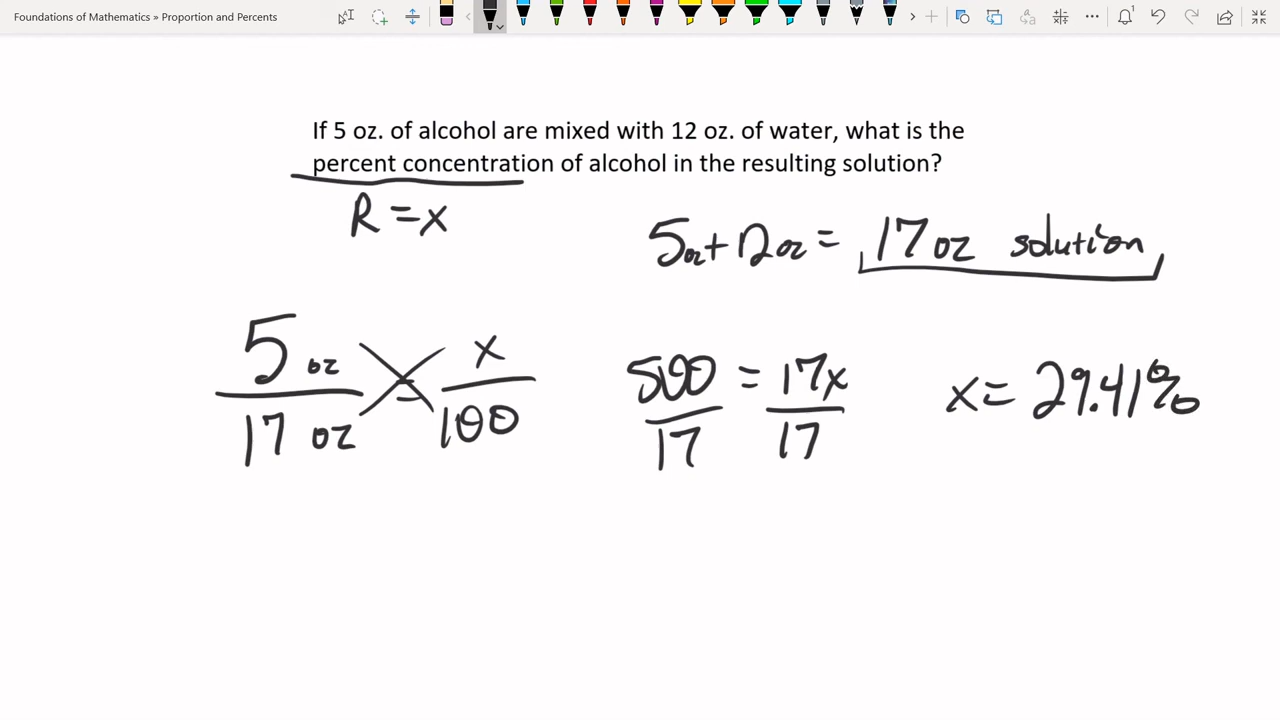 Foundations of Mathematics » Proportion and Percents
If 5 oz. of alcohol are mixed with 12 oz. of water, what is the
percent concentration of alcohol in the resulting solution?
R = x
5oz + 12oz = 17 oz solution
5 oz
17 oz
=
x
100
500
17
=
17x
17
x = 29.41%